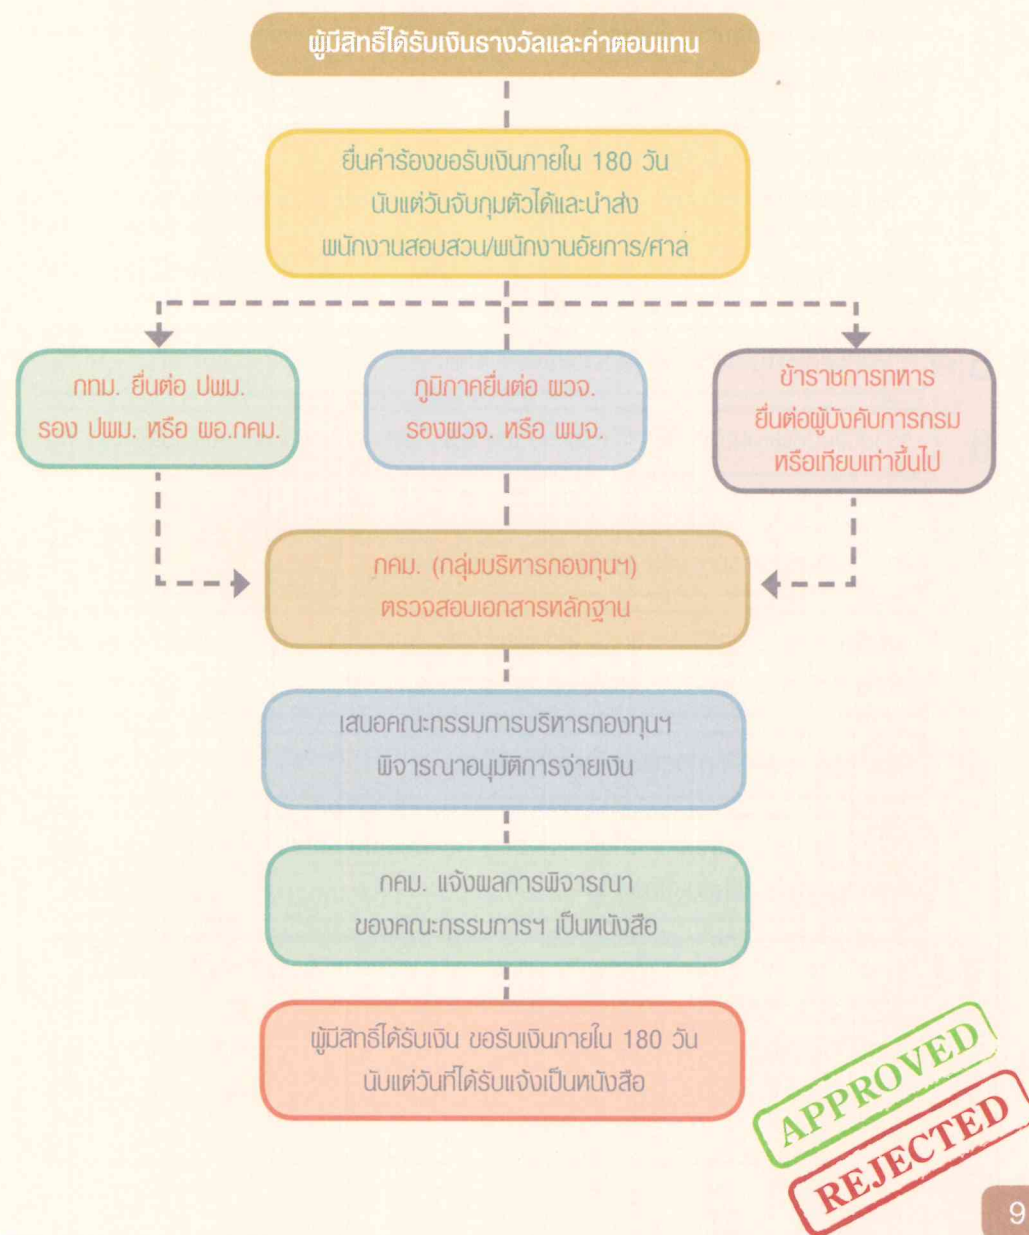 ผู้มีสิทธิ์ได้รับเงินรางวัลและค่าตอบแทน
ยื่นคำร้องขอรับเงินภายใน 180 วัน
นับแต่วันจับกุมตัวได้และนำส่ง
พนักงานสอบสวน/พนักงานอัยการ/ศาล
กทม. ยื่นต่อ ปพม.
รอง ปพม. หรือ ผอ.กคม.
ภูมิภาคยื่นต่อ ผวจ.
รองผวจ. หรือ พมจ.
ข้าราชการทหาร
ยื่นต่อผู้บังคับการกรม
หรือเทียบเท่าขึ้นไป
กคม. (กลุ่มบริหารกองทุนฯ)
ตรวจสอบเอกสารหลักฐาน
เสนอคณะกรรมการบริหารกองทุนฯ
พิจารณาอนุมัติการจ่ายเงิน
กคม. แจ้งผลการพิจารณา
ของคณะกรรมการฯ เป็นหนังสือ
ผู้มีสิทธิ์ได้รับเงิน ขอรับเงินภายใน 180 วัน
นับแต่วันที่ได้รับแจ้งเป็นหนังสือ
APPROVED
REJECTED
9